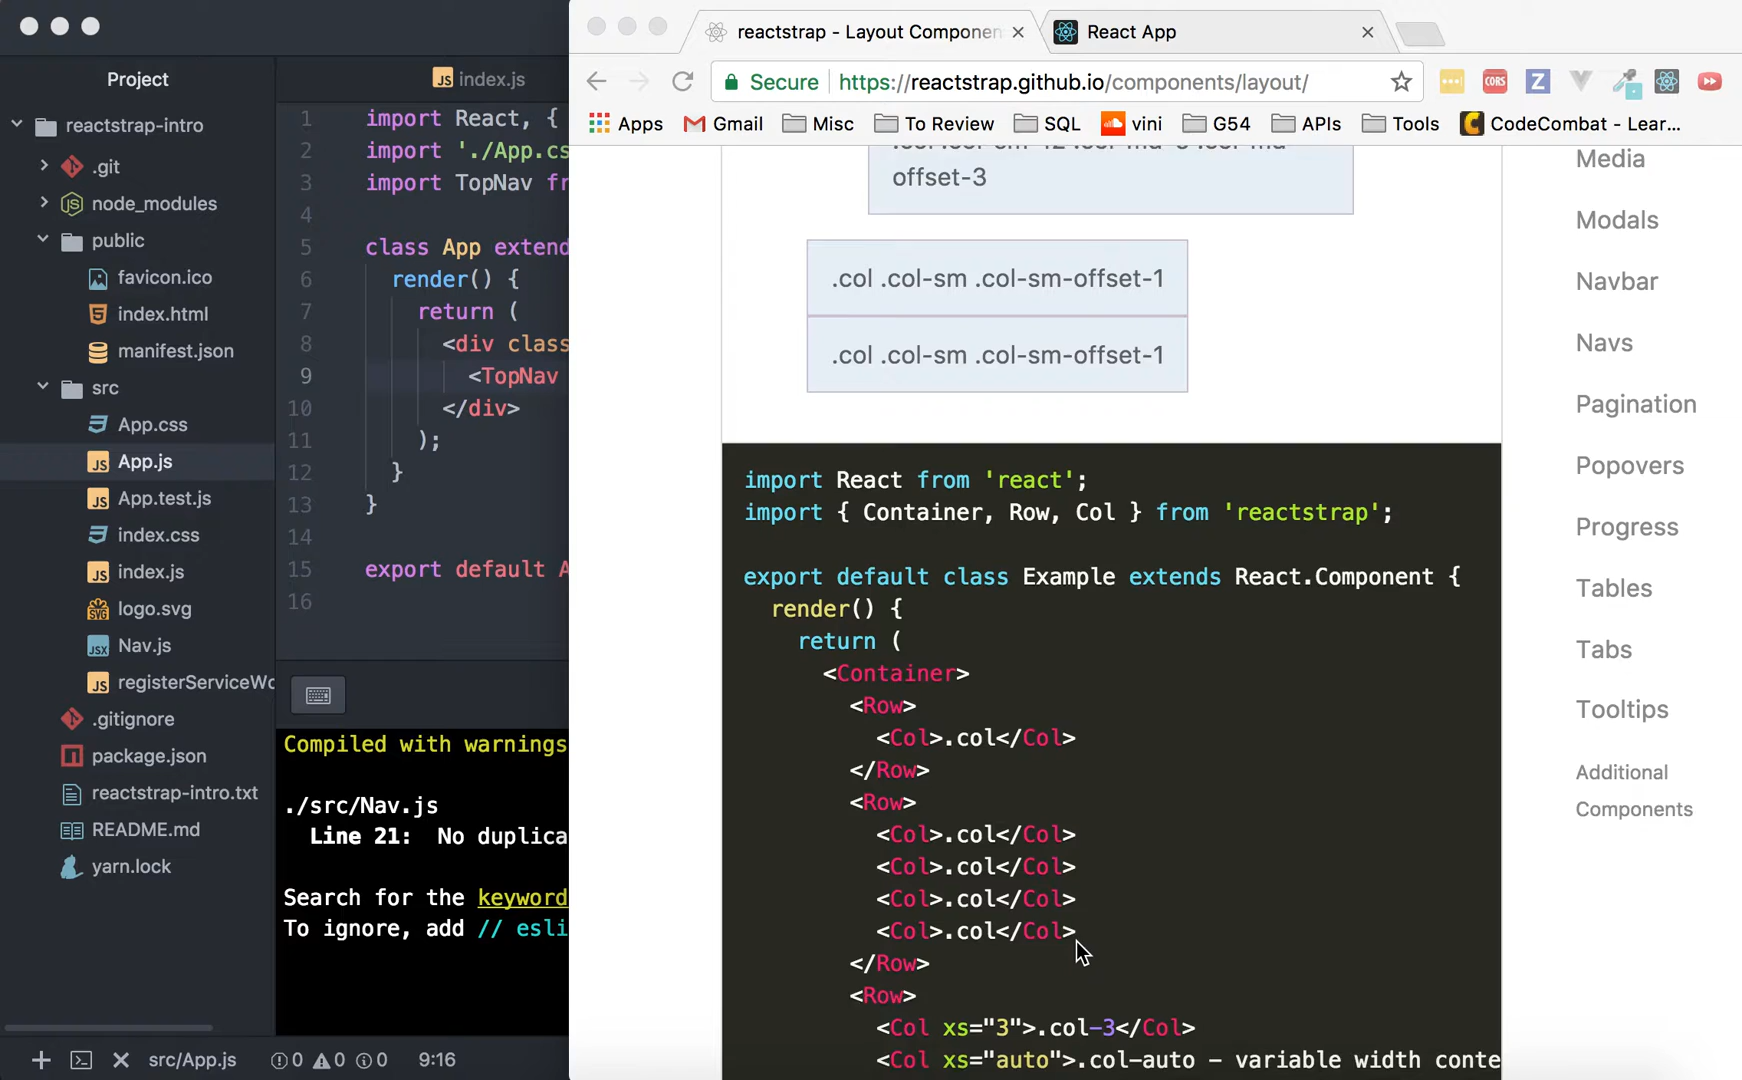 Project
reactstrap-intro
.git
node_modules
public
favicon.ico
index.html
manifest.json
src
App.css
App.js
App.test.js
index.css
index.js
logo.svg
Nav.js
registerServiceWo
.gitignore
package.json
reactstrap-intro.txt
README.md
yarn.lock
index.js
1 import React, {
2 import './App.cs
3 import TopNav fr
4
5 class App extend
6 render() {
7 return (
8 <div class
9 <TopNav
10 </div>
11 );
12 }
13 }
14
15 export default A
16
Compiled with warnings
./src/Nav.js
Line 21: No duplica
Search for the keyword
To ignore, add // esli
src/App.js 0 0 0 9:16
reactstrap - Layout Componen
React App
Secure https://reactstrap.github.io/components/layout/
CORS
Z
Apps Gmail Misc To Review SQL vini G54 APIs Tools CodeCombat - Lear...
offset-3
.col .col-sm .col-sm-offset-1
.col .col-sm .col-sm-offset-1
import React from 'react';
import { Container, Row, Col } from 'reactstrap';
export default class Example extends React.Component {
render() {
return (
<Container>
<Row>
<Col>.col</Col>
</Row>
<Row>
<Col>.col</Col>
<Col>.col</Col>
<Col>.col</Col>
<Col>.col</Col>
</Row>
<Row>
<Col xs="3">.col-3</Col>
<Col xs="auto">.col-auto - variable width conte
Media
Modals
Navbar
Navs
Pagination
Popovers
Progress
Tables
Tabs
Tooltips
Additional
Components